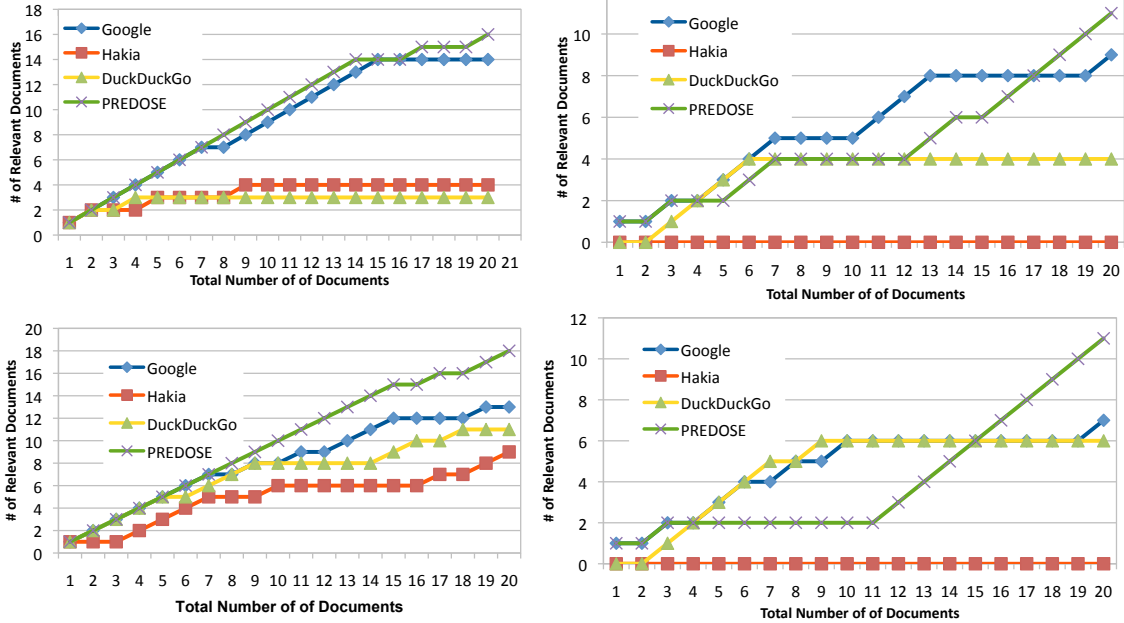 18
16
14
12
10
8
6
4
2
0
# of Relevant Documents
Google
Hakia
DuckDuckGo
PREDOSE
1 2 3 4 5 6 7 8 9 10 11 12 13 14 15 16 17 18 19 20 21
Total Number of of Documents
10
8
6
4
2
0
# of Relevant Documents
Google
Hakia
DuckDuckGo
PREDOSE
1 2 3 4 5 6 7 8 9 10 11 12 13 14 15 16 17 18 19 20
Total Number of of Documents
20
18
16
14
12
10
8
6
4
2
0
# of Relevant Documents
Google
Hakia
DuckDuckGo
PREDOSE
1 2 3 4 5 6 7 8 9 10 11 12 13 14 15 16 17 18 19 20
Total Number of of Documents
12
10
8
6
4
2
0
# of Relevant Documents
Google
Hakia
DuckDuckGo
PREDOSE
1 2 3 4 5 6 7 8 9 10 11 12 13 14 15 16 17 18 19 20
Total Number of of Documents